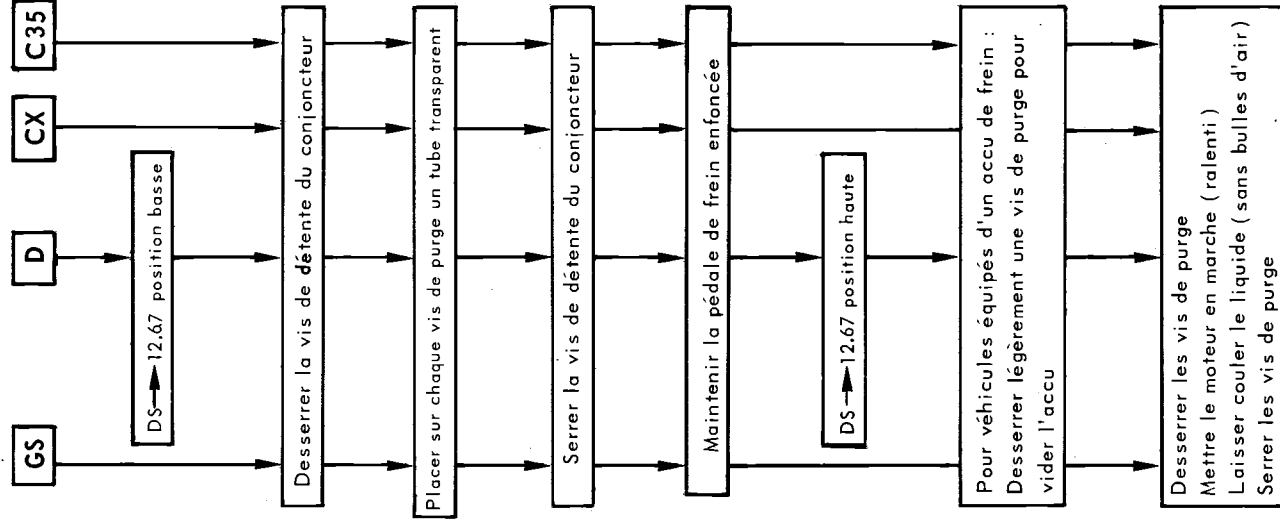 GS
D
CX
C35
DS→12.67 position basse
Desserrer la vis de détente du conjoncteur
Placer sur chaque vis de purge un tube transparent
Serrer la vis de détente du conjoncteur
Maintenir la pédale de frein enfoncée
DS→12.67 position haute
Pour véhicules équipés d'un accu de frein :
Desserrer légèrement une vis de purge pour
vider l'accu
Desserrer les vis de purge
Mettre le moteur en marche (ralenti)
Laisser couler le liquide (sans bulles d'air)
Serrer les vis de purge